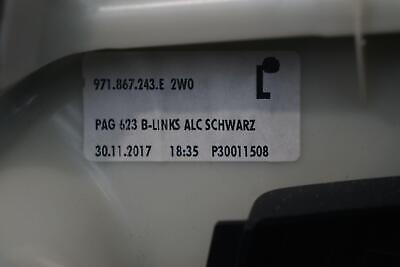 971.867.243.E 2W0
PAG 623 B-LINKS ALC SCHWARZ
30.11.2017 18:35 P30011508